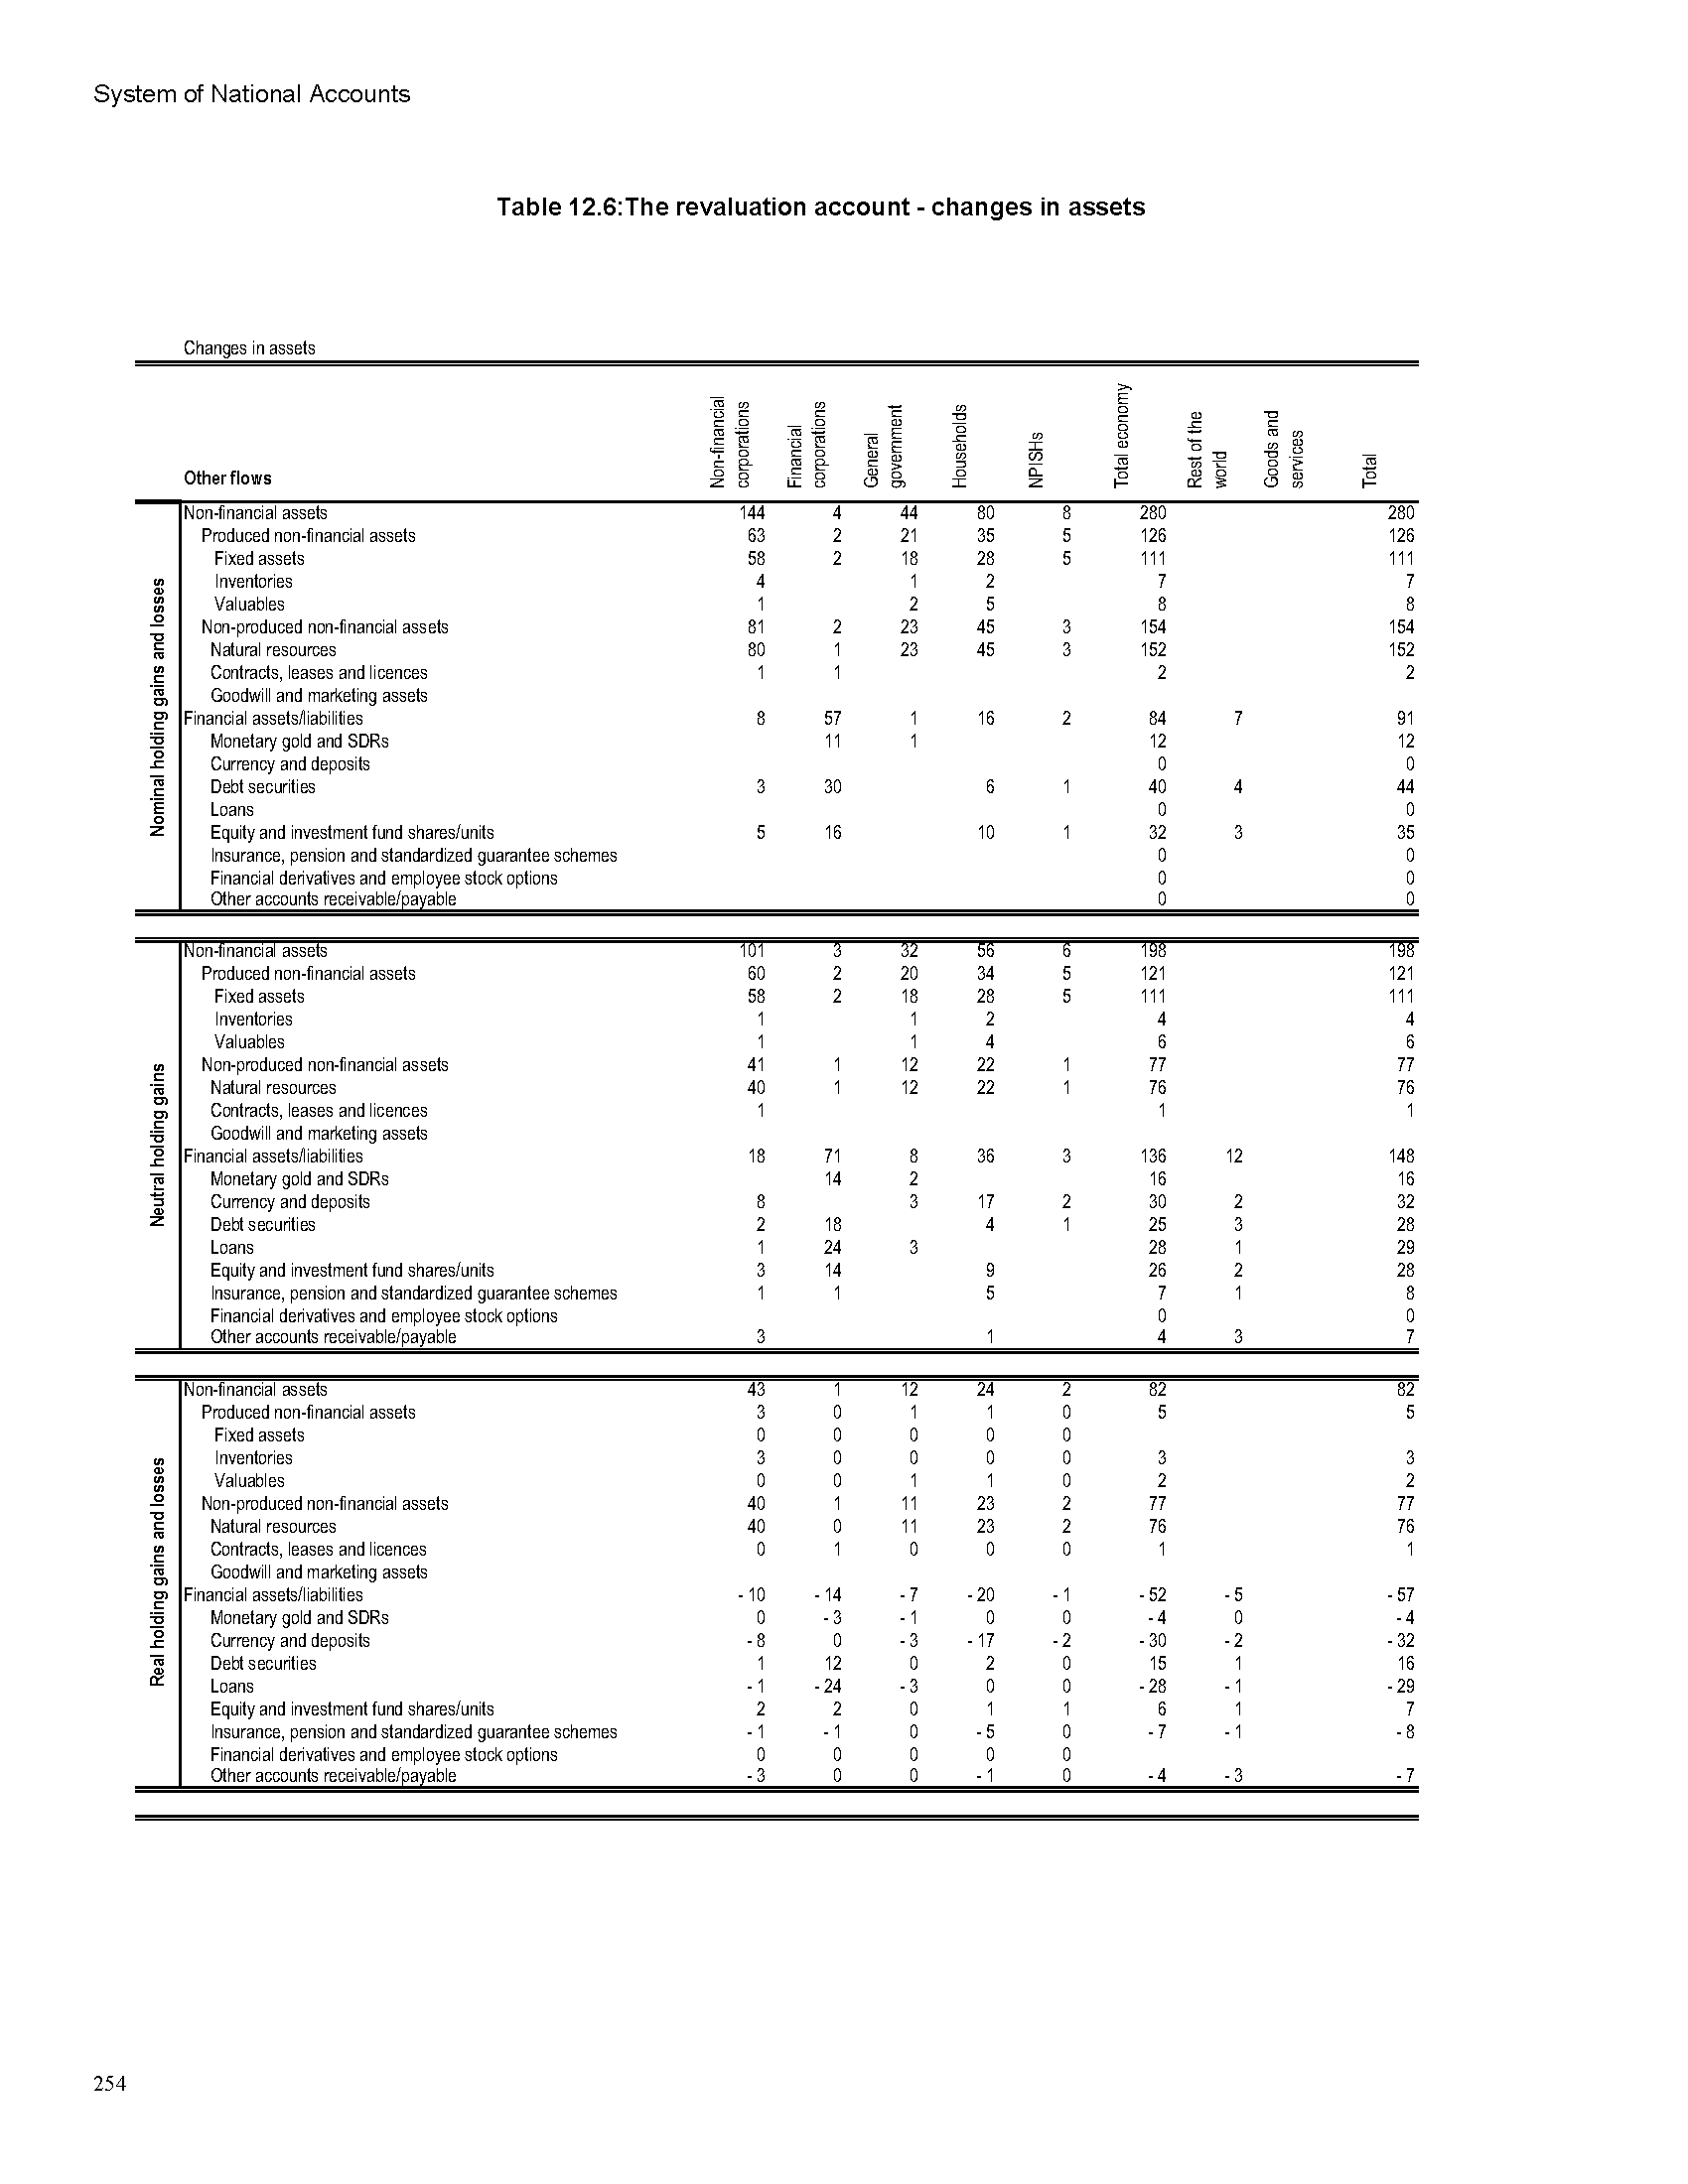 System of National Accounts
Table 12.6:The revaluation account - changes in assets
Changes in assets
Other flows
Non-financial corporations
Financial corporations
General government
Households
NPISHs
Total economy
Rest of the world
Goods and services
Total
Nominal holding gains and losses
Non-financial assets 144 4 44 80 8 280 280
Produced non-financial assets 63 2 21 35 5 126 126
Fixed assets 58 2 18 28 5 111 111
Inventories 4 1 2 7 7
Valuables 1 2 5 8 8
Non-produced non-financial assets 81 2 23 45 3 154 154
Natural resources 80 1 23 45 3 152 152
Contracts, leases and licences 1 1 2 2
Goodwill and marketing assets
Financial assets/liabilities 8 57 1 16 2 84 7 91
Monetary gold and SDRs 11 1 12 12
Currency and deposits 0 0
Debt securities 3 30 6 1 40 4 44
Loans 0 0
Equity and investment fund shares/units 5 16 10 1 32 3 35
Insurance, pension and standardized guarantee schemes 0 0
Financial derivatives and employee stock options 0 0
Other accounts receivable/payable 0 0
Neutral holding gains
Non-financial assets 101 3 32 56 6 198 198
Produced non-financial assets 60 2 20 34 5 121 121
Fixed assets 58 2 18 28 5 111 111
Inventories 1 1 2 4 4
Valuables 1 1 4 6 6
Non-produced non-financial assets 41 1 12 22 1 77 77
Natural resources 40 1 12 22 1 76 76
Contracts, leases and licences 1 1 1
Goodwill and marketing assets
Financial assets/liabilities 18 71 8 36 3 136 12 148
Monetary gold and SDRs 14 2 16 16
Currency and deposits 8 3 17 2 30 2 32
Debt securities 2 18 4 1 25 3 28
Loans 1 24 3 28 1 29
Equity and investment fund shares/units 3 14 9 26 2 28
Insurance, pension and standardized guarantee schemes 1 1 5 7 1 8
Financial derivatives and employee stock options 0 0
Other accounts receivable/payable 3 1 4 3 7
Real holding gains and losses
Non-financial assets 43 1 12 24 2 82 82
Produced non-financial assets 3 0 1 1 0 5 5
Fixed assets 0 0 0 0 0
Inventories 3 0 0 0 0 3 3
Valuables 0 0 1 1 0 2 2
Non-produced non-financial assets 40 1 11 23 2 77 77
Natural resources 40 0 11 23 2 76 76
Contracts, leases and licences 0 1 0 0 0 1 1
Goodwill and marketing assets
Financial assets/liabilities - 10 - 14 - 7 - 20 - 1 - 52 - 5 - 57
Monetary gold and SDRs 0 - 3 - 1 0 0 - 4 0 - 4
Currency and deposits - 8 0 - 3 - 17 - 2 - 30 - 2 - 32
Debt securities 1 12 0 2 0 15 1 16
Loans - 1 - 24 - 3 0 0 - 28 - 1 - 29
Equity and investment fund shares/units 2 2 0 1 1 6 1 7
Insurance, pension and standardized guarantee schemes - 1 - 1 0 - 5 0 - 7 - 1 - 8
Financial derivatives and employee stock options 0 0 0 0 0
Other accounts receivable/payable - 3 0 0 - 1 0 - 4 - 3 - 7
254